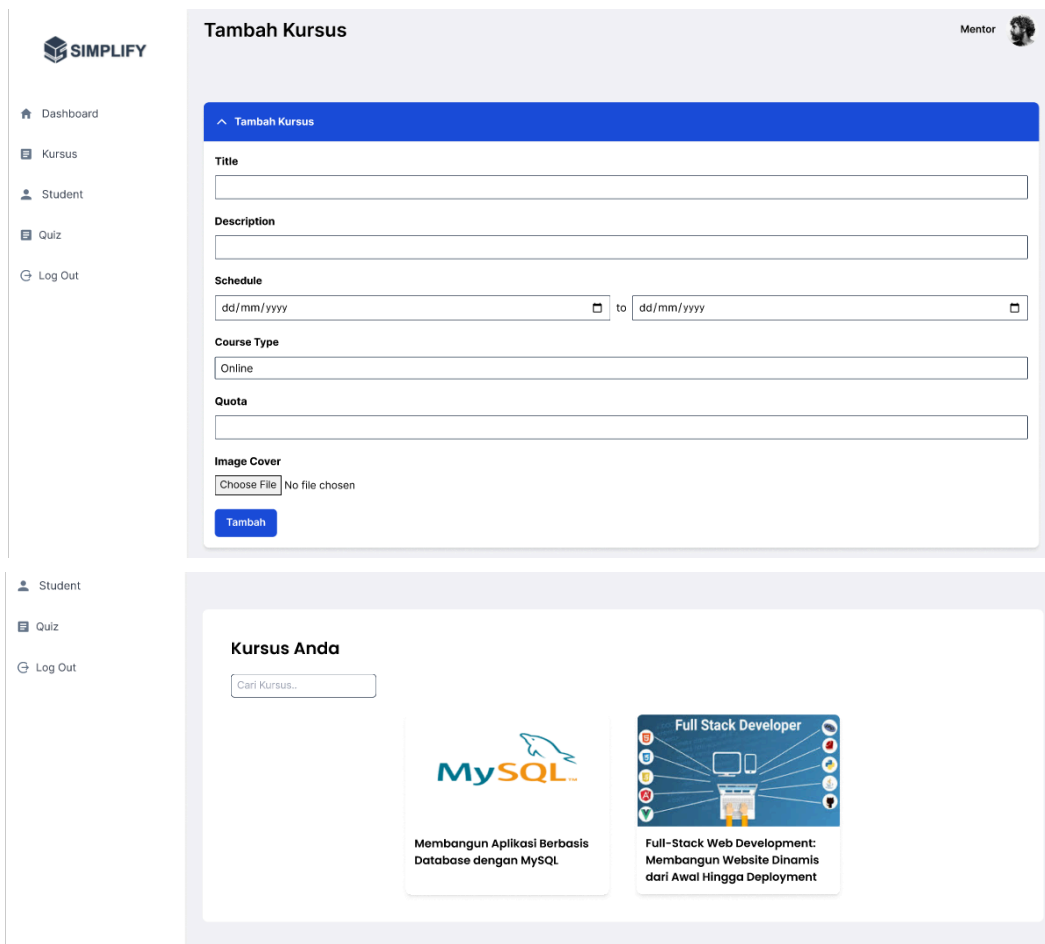 SIMPLIFY
Dashboard
Kursus
Student
Quiz
Log Out
Tambah Kursus
Mentor
Tambah Kursus
Title
Description
Schedule
dd/mm/yyyy to dd/mm/yyyy
Course Type
Online
Quota
Image Cover
Choose File No file chosen
Tambah
Student
Quiz
Log Out
Kursus Anda
Cari Kursus..
MySQL
Membangun Aplikasi Berbasis
Database dengan MySQL
Full Stack Developer
Full-Stack Web Development:
Membangun Website Dinamis
dari Awal Hingga Deployment